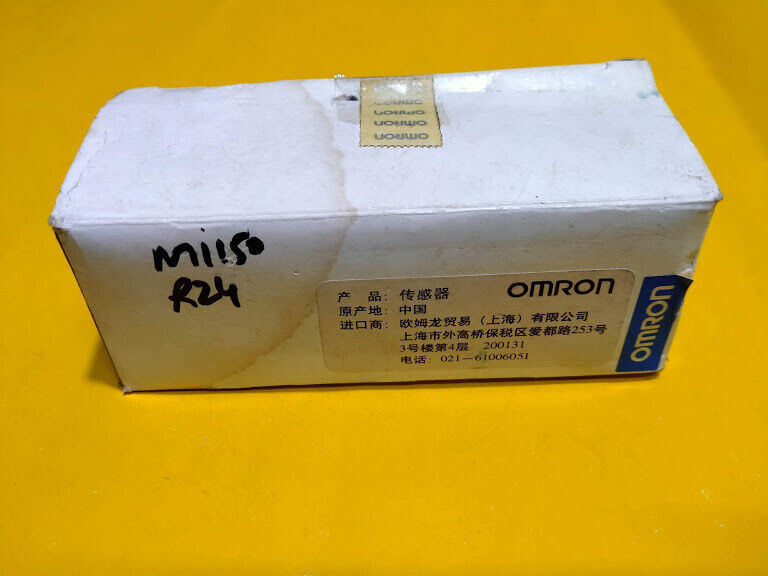 OMRON
OMRON
OMRON
OMRON
M1150
R24
产 品: 传感器 OMRON
原产地: 中国
进口商: 欧姆龙贸易（上海）有限公司
上海市外高桥保税区爱都路253号
3号楼第4层 200131
电话: 021—61006051
OMRON